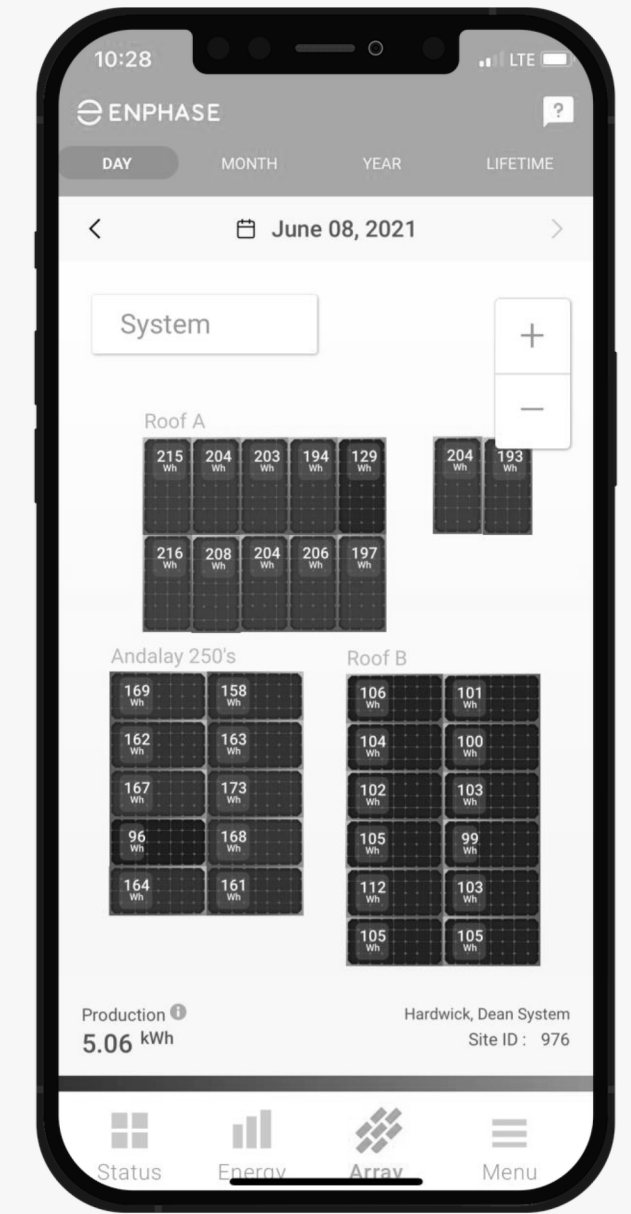 10:28 LTE
ENPHASE ?
DAY MONTH YEAR LIFETIME
June 08, 2021
System
+
−
Roof A
215 204 203 194 129 204 193
Wh Wh Wh Wh Wh Wh Wh
216 208 204 206 197
Wh Wh Wh Wh Wh
Andalay 250's Roof B
169 158 106 101
Wh Wh Wh Wh
162 163 104 100
Wh Wh Wh Wh
167 173 102 103
Wh Wh Wh Wh
96 168 105 99
Wh Wh Wh Wh
164 161 112 103
Wh Wh Wh Wh
105 105
Wh Wh
Production i Hardwick, Dean System
5.06 kWh Site ID : 976
Status Energy Array Menu